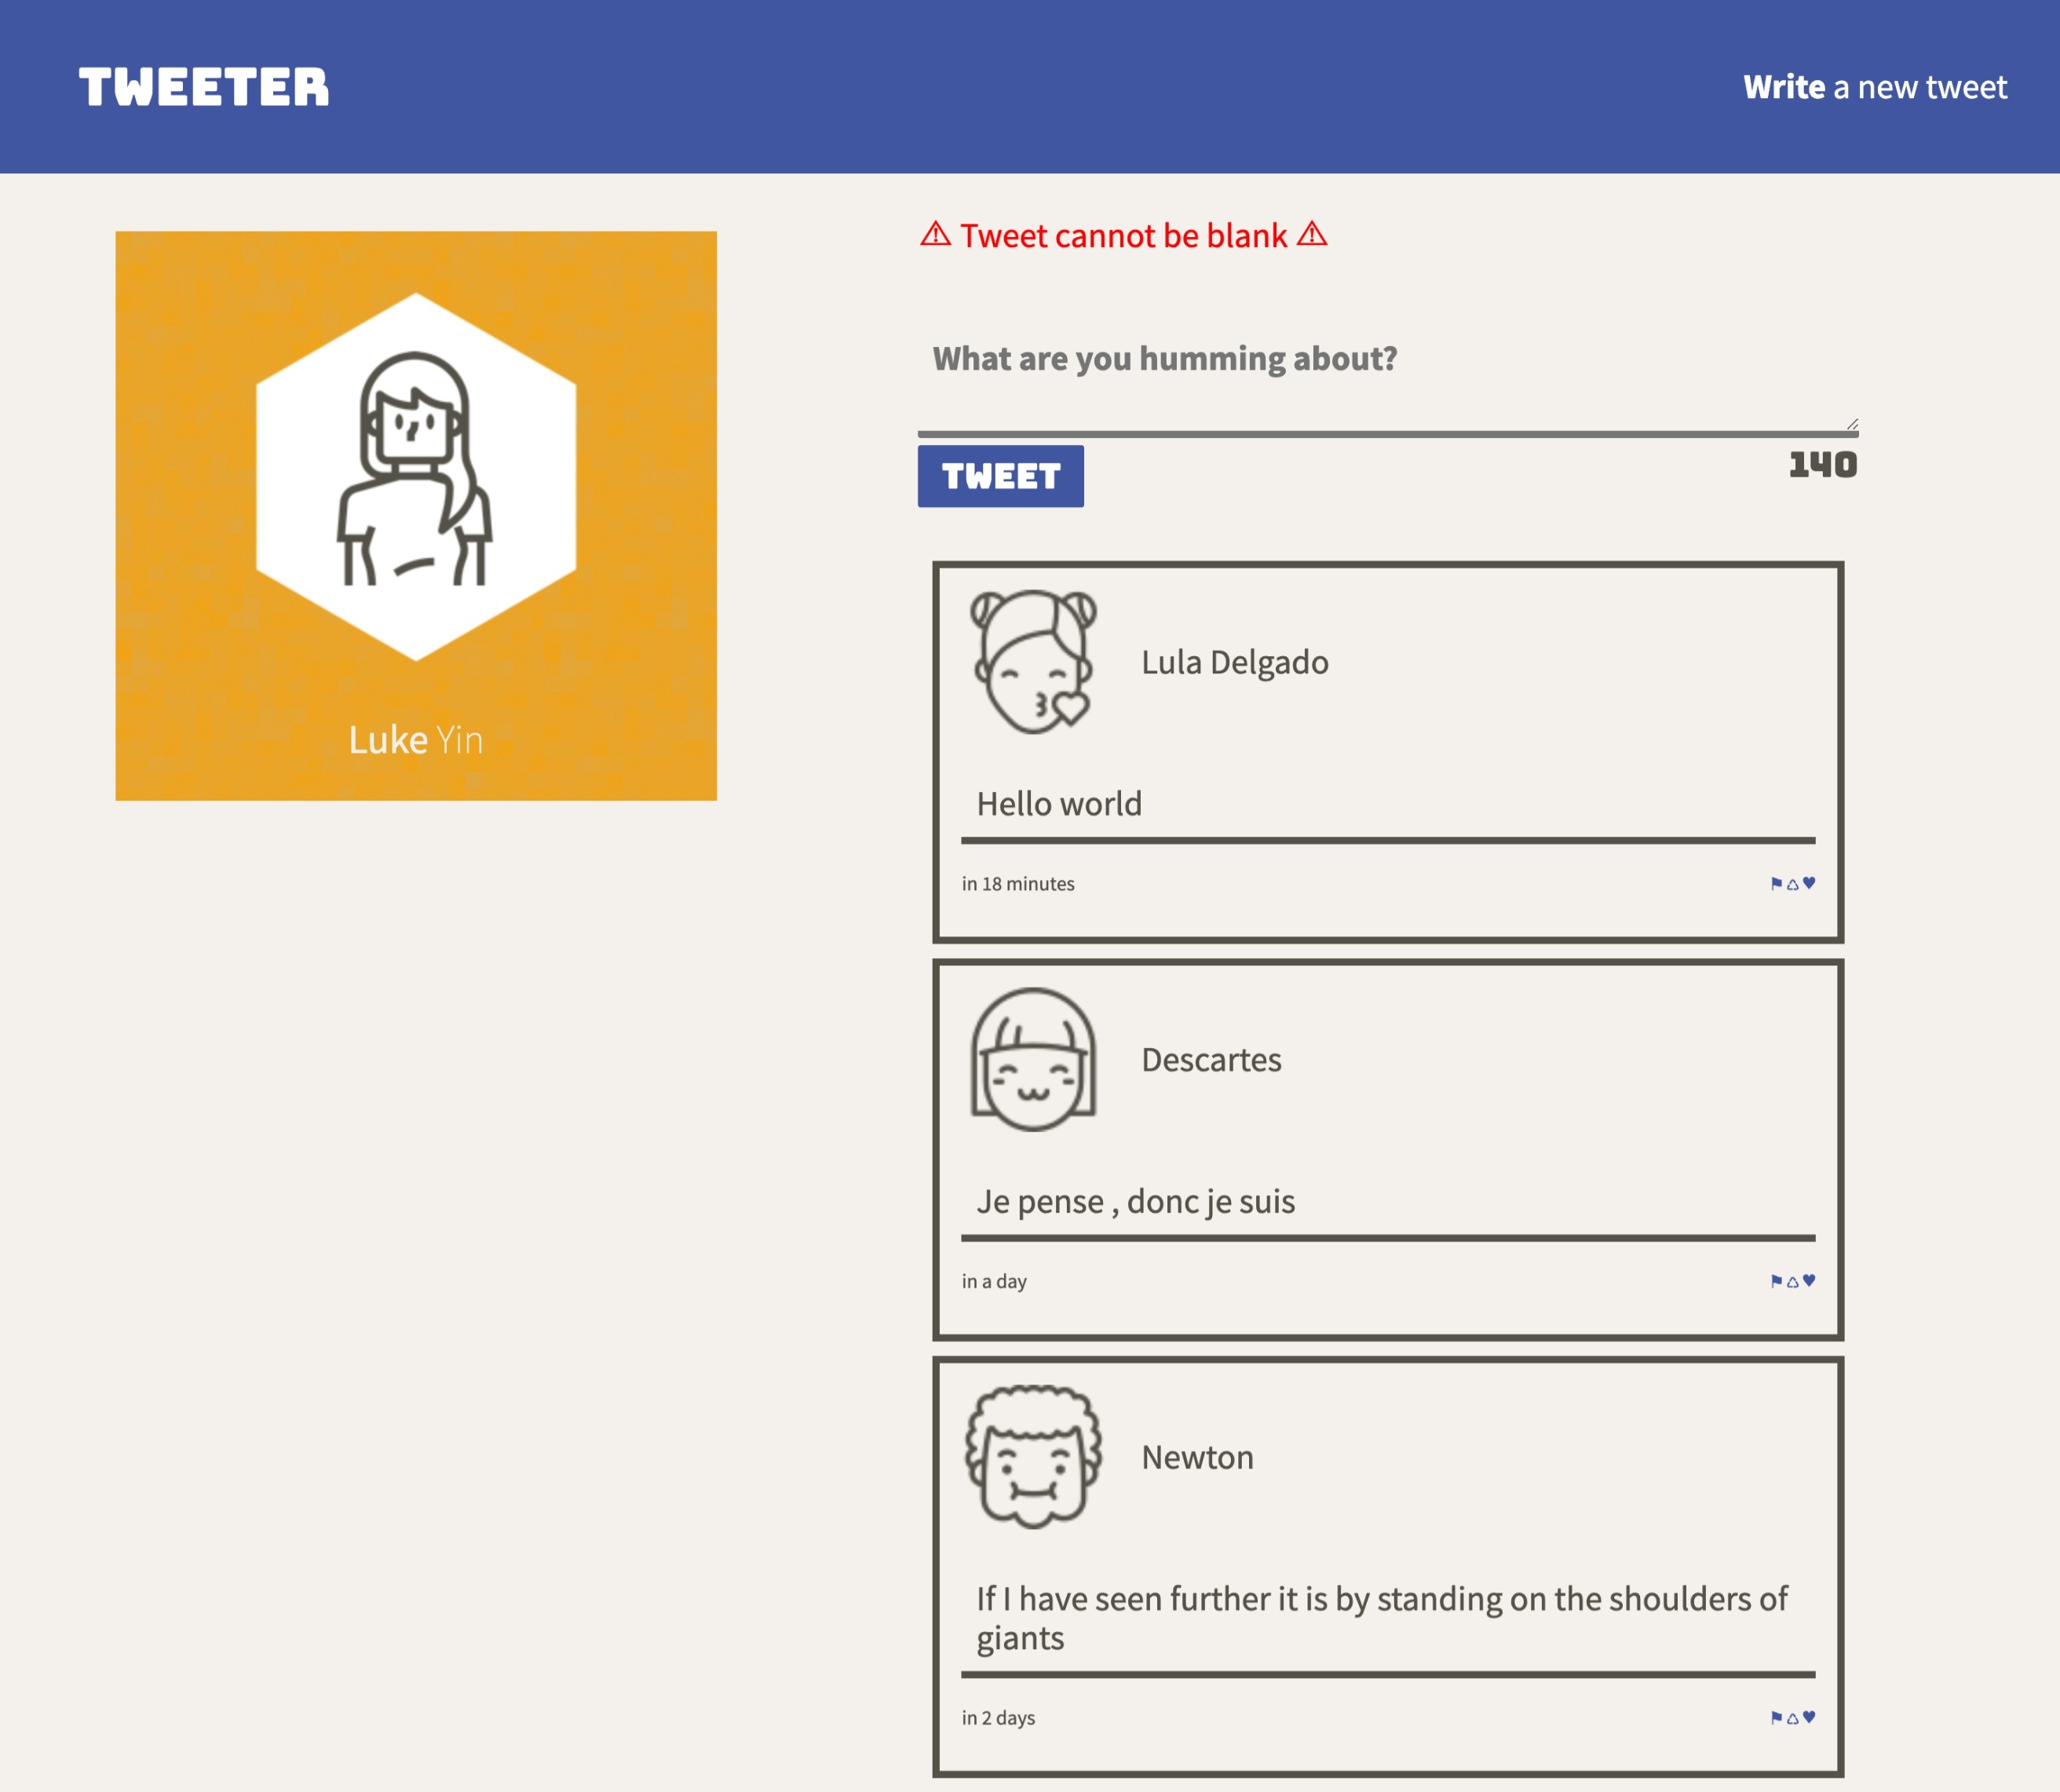 TWEETER
Write a new tweet
⚠ Tweet cannot be blank ⚠
What are you humming about?
TWEET
140
Luke Yin
Lula Delgado
Hello world
in 18 minutes
Descartes
Je pense , donc je suis
in a day
Newton
If I have seen further it is by standing on the shoulders of
giants
in 2 days